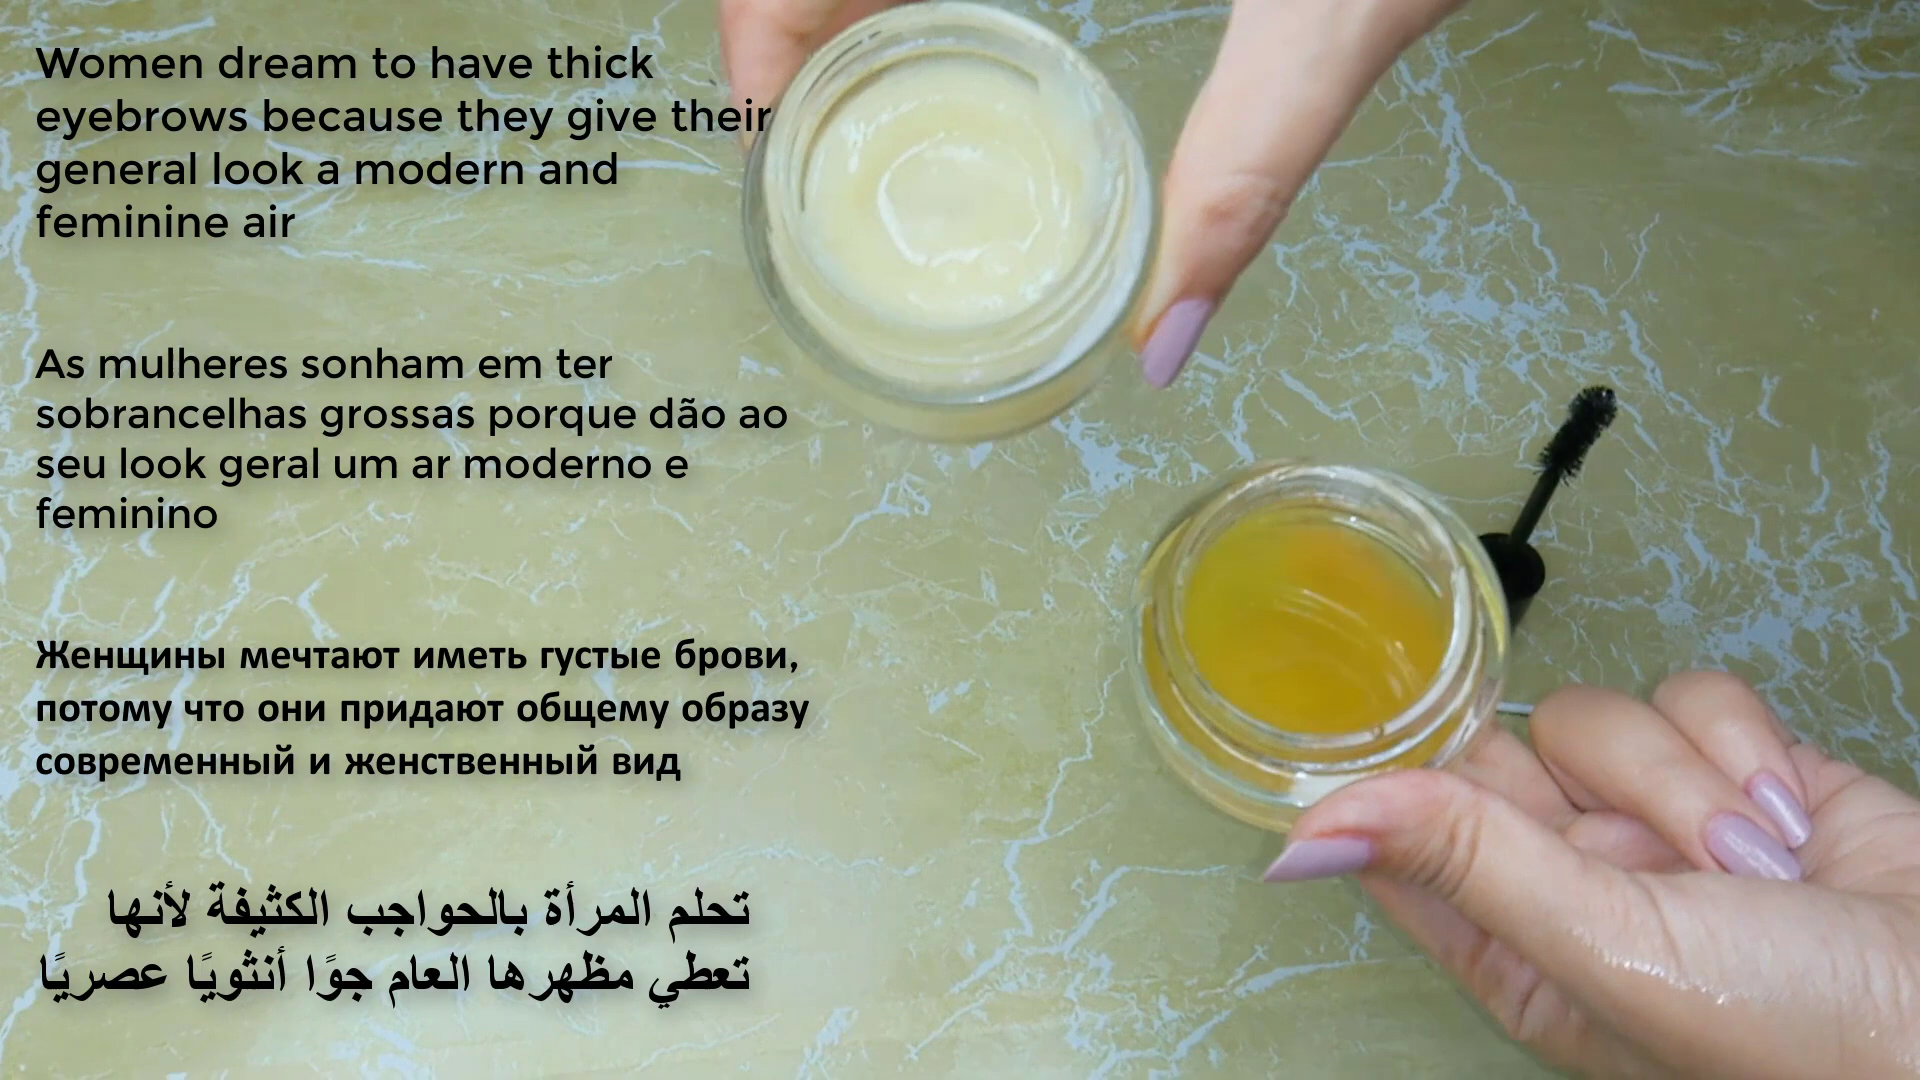 Women dream to have thick
eyebrows because they give their
general look a modern and
feminine air
As mulheres sonham em ter
sobrancelhas grossas porque dão ao
seu look geral um ar moderno e
feminino
Женщины мечтают иметь густые брови,
потому что они придают общему образу
современный и женственный вид
تحلم المرأة بالحواجب الكثيفة لأنها
تعطي مظهرها العام جوًا أنثويًا عصريًا